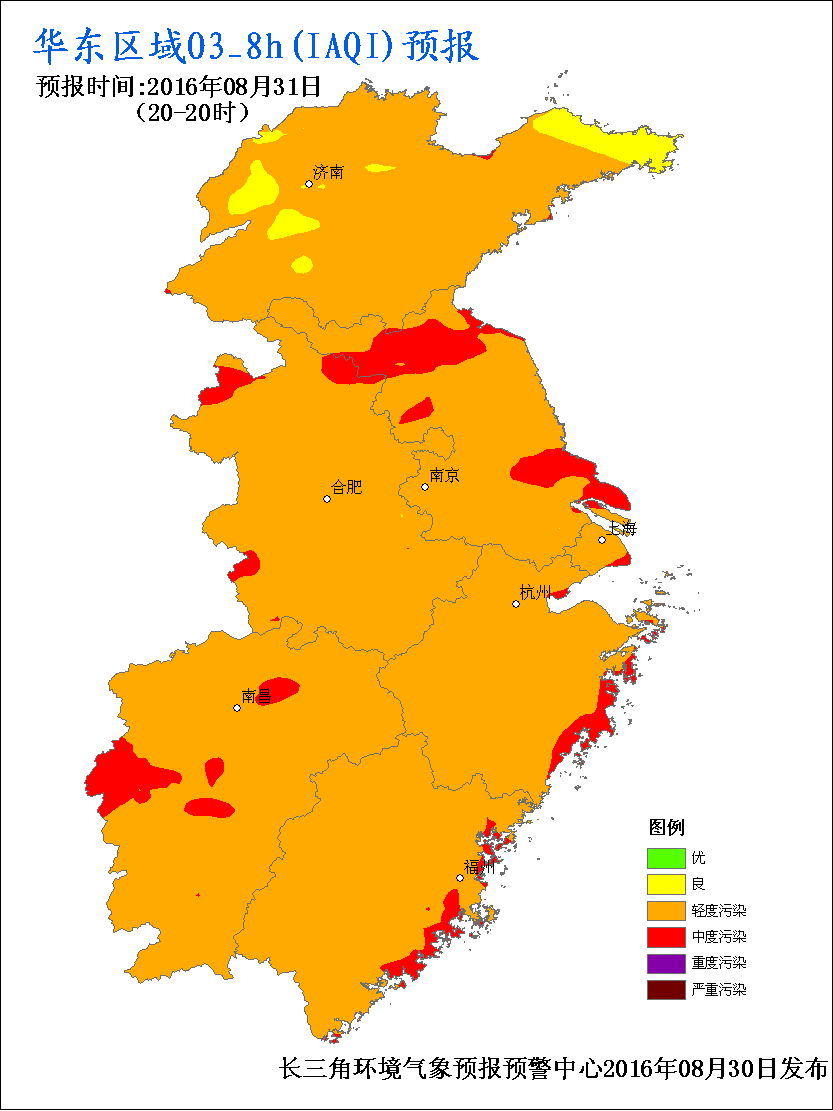 华东区域O3_8h(IAQI)预报
预报时间:2016年08月31日
(20-20时)
济南
南京
合肥
上海
杭州
南昌
福州
图例
优
良
轻度污染
中度污染
重度污染
严重污染
长三角环境气象预报预警中心2016年08月30日发布